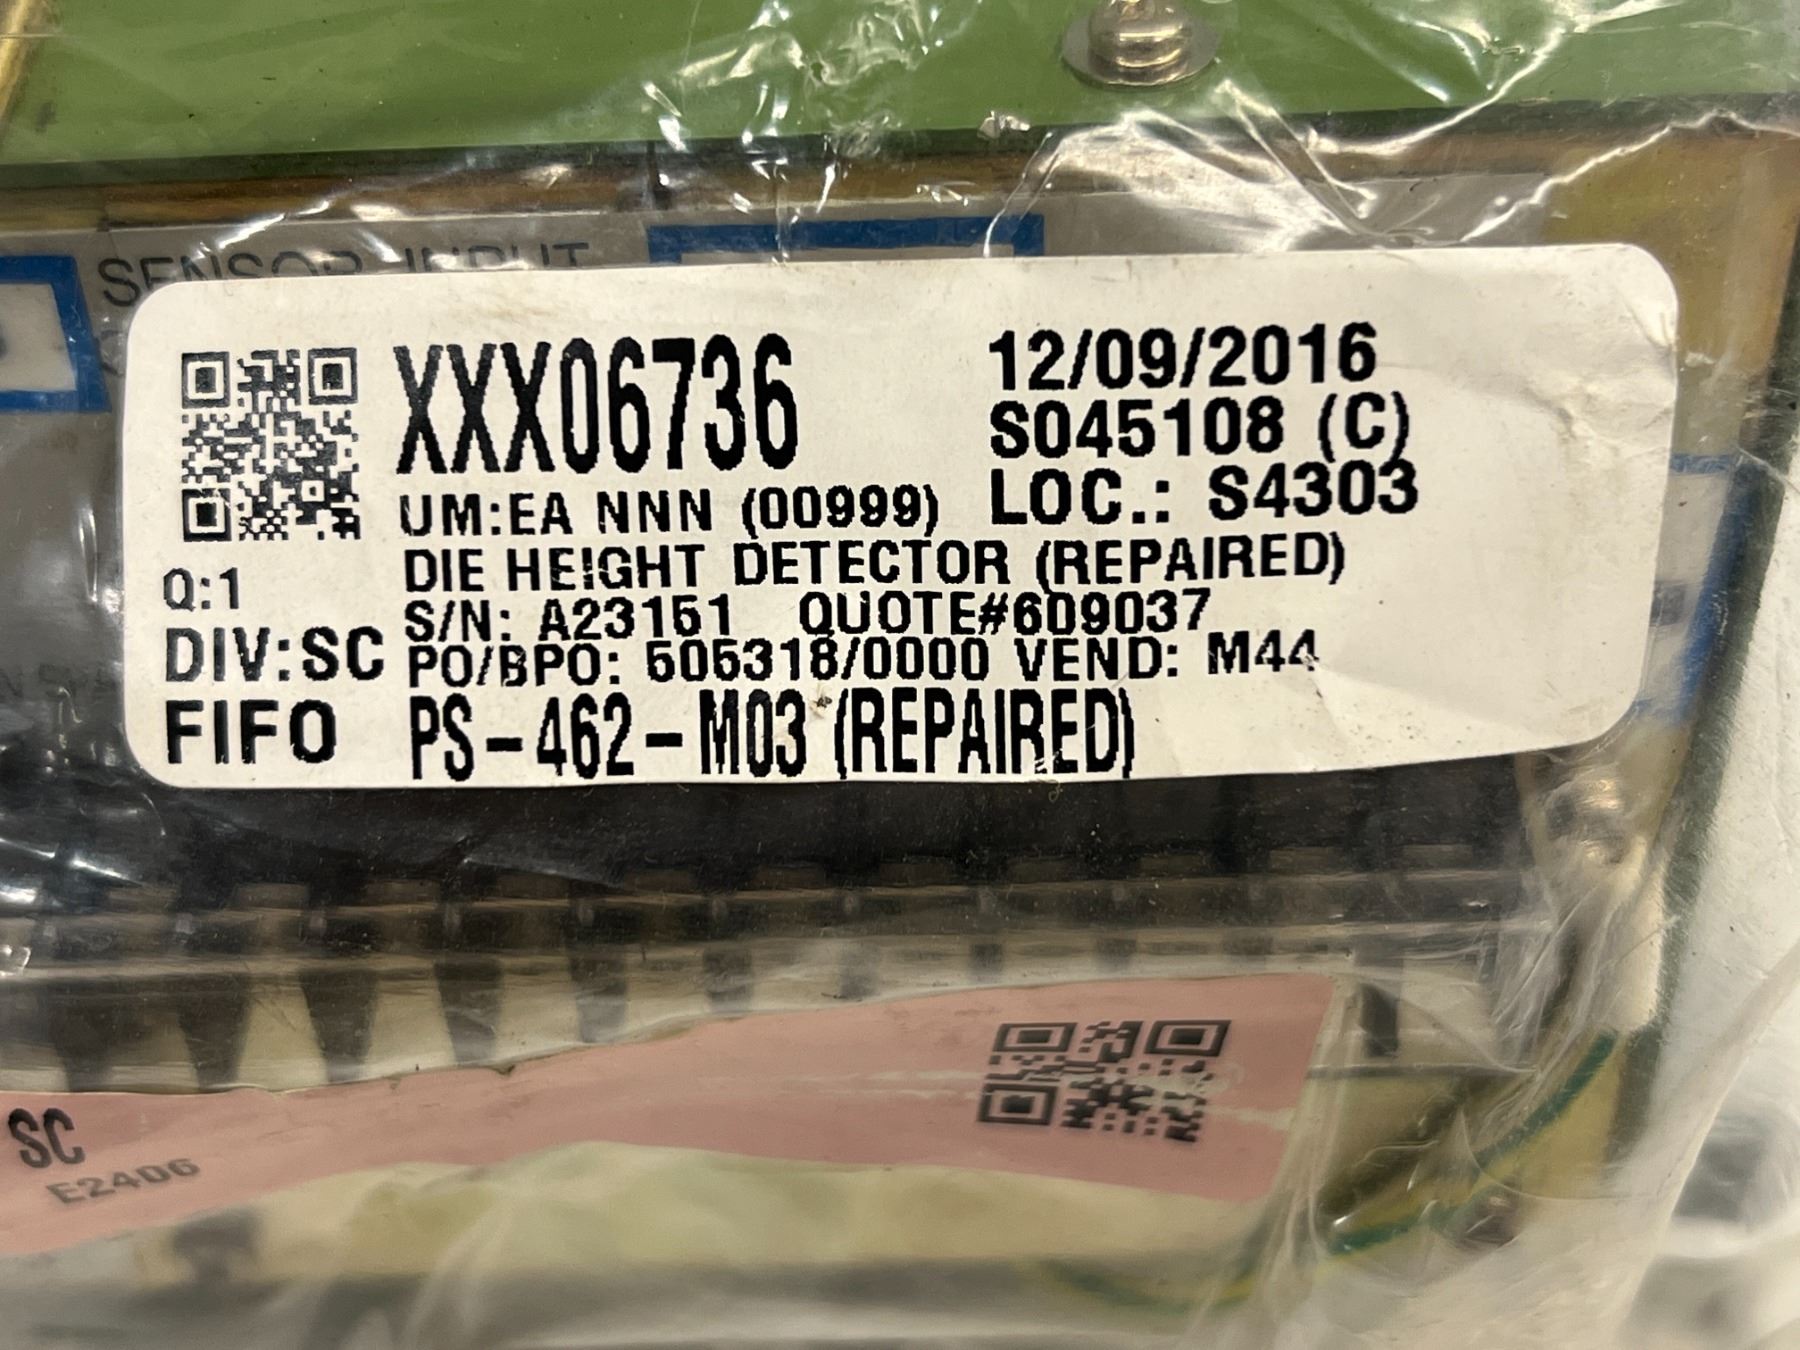 SENSOR INPUT
XXX06736
12/09/2016
S045108 (C)
UM:EA NNN (00999)
LOC.: S4303
DIE HEIGHT DETECTOR (REPAIRED)
Q:1
S/N: A23151 QUOTE#609037
DIV:SC
PO/BPO: 505318/0000 VEND: M44
FIFO
PS-462-M03 (REPAIRED)
SC
E24D6